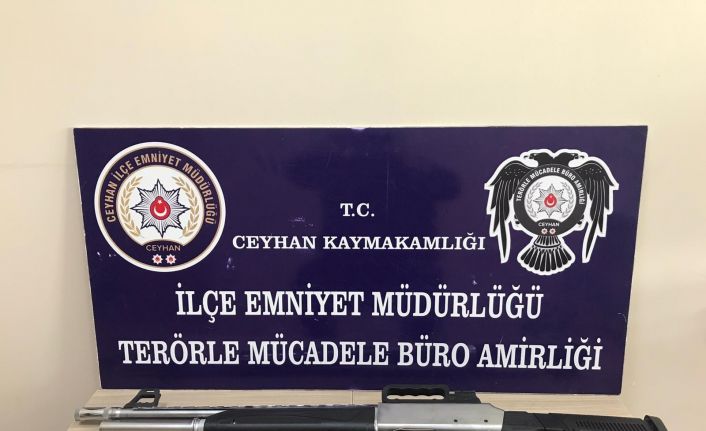 CEYHAN İLÇE EMNİYET MÜDÜRLÜĞÜ
CEYHAN
TERÖRLE MÜCADELE BÜRO AMİRLİĞİ
CEYHAN
T.C.
CEYHAN KAYMAKAMLIĞI
İLÇE EMNİYET MÜDÜRLÜĞÜ
TERÖRLE MÜCADELE BÜRO AMİRLİĞİ